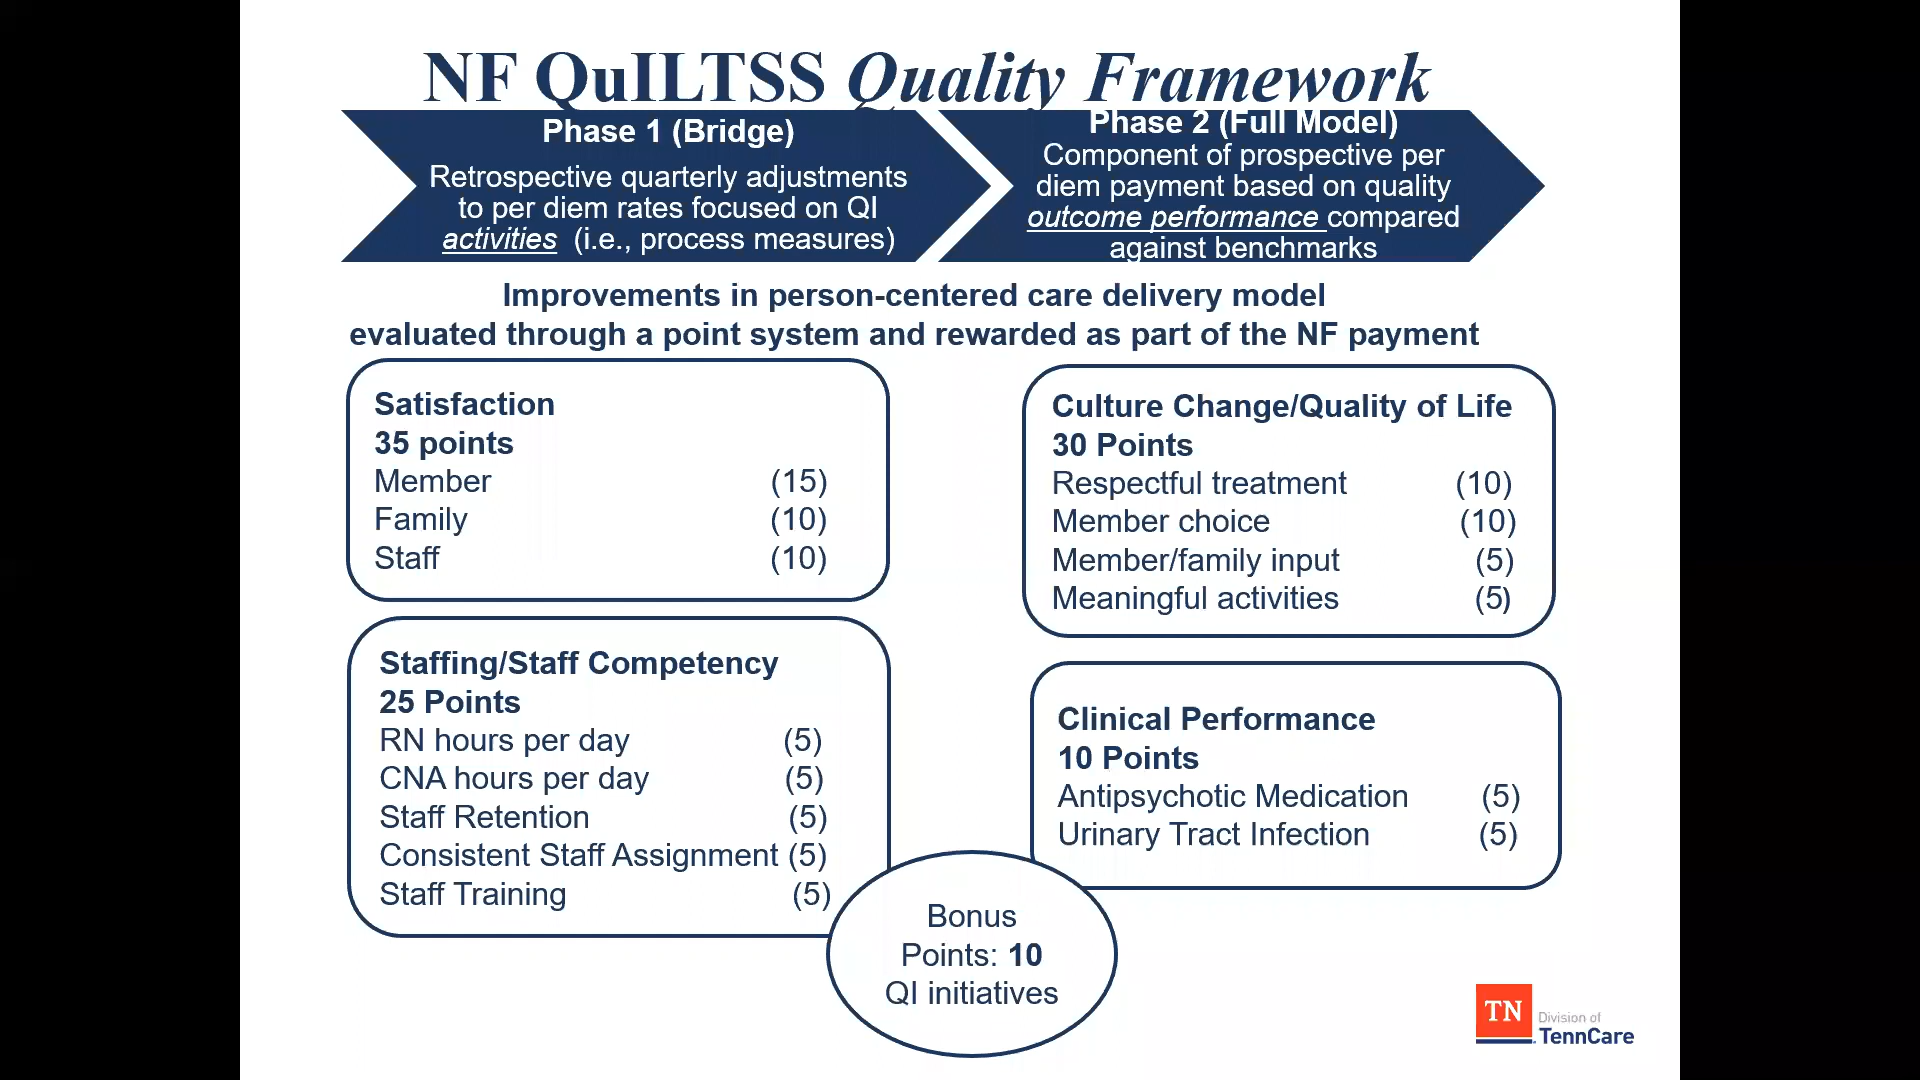 NF QuILTSS Quality Framework
Phase 1 (Bridge)
Retrospective quarterly adjustments
to per diem rates focused on QI
activities (i.e., process measures)
Phase 2 (Full Model)
Component of prospective per
diem payment based on quality
outcome performance compared
against benchmarks
Improvements in person-centered care delivery model
evaluated through a point system and rewarded as part of the NF payment
Satisfaction
35 points
Member (15)
Family (10)
Staff (10)
Culture Change/Quality of Life
30 Points
Respectful treatment (10)
Member choice (10)
Member/family input (5)
Meaningful activities (5)
Staffing/Staff Competency
25 Points
RN hours per day (5)
CNA hours per day (5)
Staff Retention (5)
Consistent Staff Assignment (5)
Staff Training (5)
Clinical Performance
10 Points
Antipsychotic Medication (5)
Urinary Tract Infection (5)
Bonus
Points: 10
QI initiatives
TN
Division of
TennCare